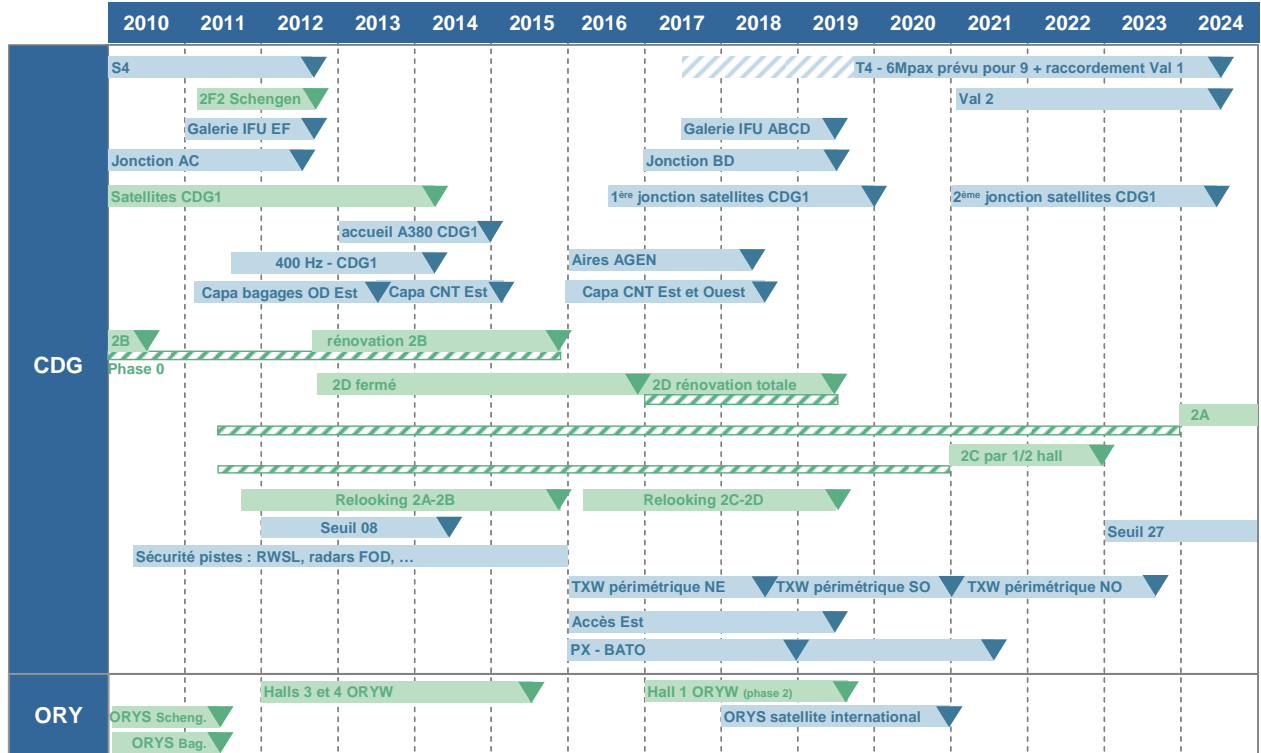 2010 2011 2012 2013 2014 2015 2016 2017 2018 2019 2020 2021 2022 2023 2024
CDG
S4
T4 - 6Mpax prévu pour 9 + raccordement Val 1
2F2 Schengen
Val 2
Galerie IFU EF
Galerie IFU ABCD
Jonction AC
Jonction BD
Satellites CDG1
1ère jonction satellites CDG1
2ème jonction satellites CDG1
accueil A380 CDG1
400 Hz - CDG1
Aires AGEN
Capa bagages OD Est
Capa CNT Est
Capa CNT Est et Ouest
2B
rénovation 2B
Phase 0
2D fermé
2D rénovation totale
2A
2C par 1/2 hall
Relooking 2A-2B
Relooking 2C-2D
Seuil 08
Seuil 27
Sécurité pistes : RWSL, radars FOD, …
TXW périmétrique NE
TXW périmétrique SO
TXW périmétrique NO
Accès Est
PX - BATO
ORY
Halls 3 et 4 ORYW
Hall 1 ORYW (phase 2)
ORYS Scheng.
ORYS satellite international
ORYS Bag.